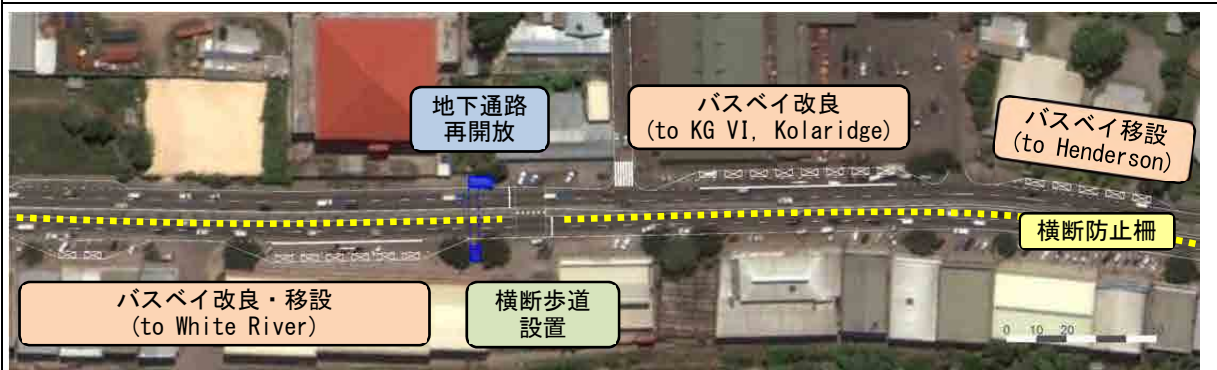 地下通路
再開放
バスベイ改良
(to KG VI, Kolaridge)
バスベイ移設
(to Henderson)
横断防止柵
バスベイ改良・移設
(to White River)
横断歩道
設置
0 10 20